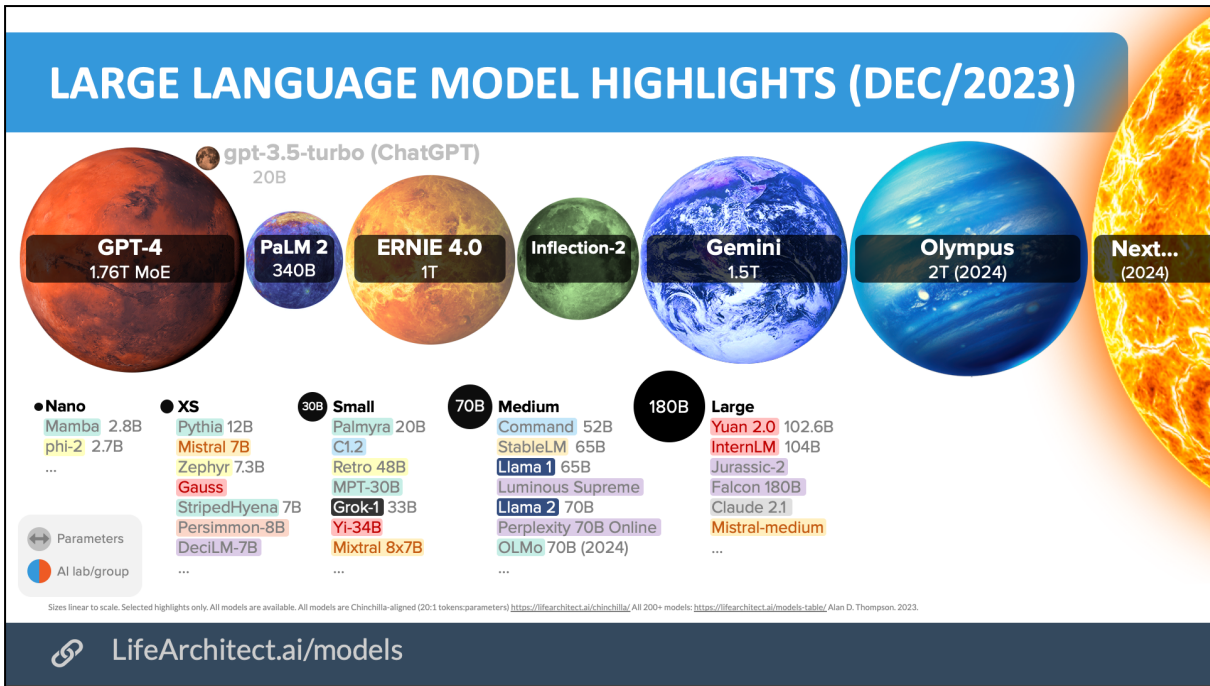 LARGE LANGUAGE MODEL HIGHLIGHTS (DEC/2023)
gpt-3.5-turbo (ChatGPT)
20B
GPT-4
1.76T MoE
PaLM 2
340B
ERNIE 4.0
1T
Inflection-2
Gemini
1.5T
Olympus
2T (2024)
Next...
(2024)
Nano
Mamba 2.8B
phi-2 2.7B
...
XS
Pythia 12B
Mistral 7B
Zephyr 7.3B
Gauss
StripedHyena 7B
Persimmon-8B
DeciLM-7B
...
30B Small
Palmyra 20B
C1.2
Retro 48B
MPT-30B
Grok-1 33B
Yi-34B
Mixtral 8x7B
...
70B Medium
Command 52B
StableLM 65B
Llama 1 65B
Luminous Supreme
Llama 2 70B
Perplexity 70B Online
OLMo 70B (2024)
...
180B Large
Yuan 2.0 102.6B
InternLM 104B
Jurassic-2
Falcon 180B
Claude 2.1
Mistral-medium
...
Parameters
AI lab/group
Sizes linear to scale. Selected highlights only. All models are available. All models are Chinchilla-aligned (20:1 tokens:parameters) https://lifearchitect.ai/chinchilla/ All 200+ models: https://lifearchitect.ai/models-table/ Alan D. Thompson. 2023.
LifeArchitect.ai/models